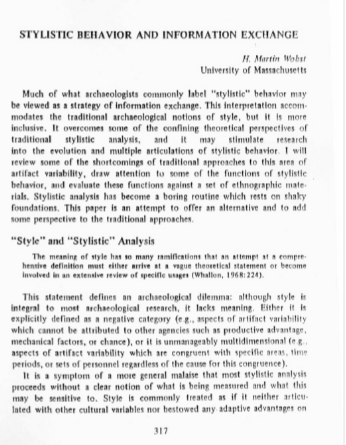 STYLISTIC BEHAVIOR AND INFORMATION EXCHANGE
H. Martin Wobst
University of Massachusetts
Much of what archaeologists commonly label "stylistic" behavior may
be viewed as a strategy of information exchange. This interpretation accom-
modates the traditional archaeological notions of style, but it is more
inclusive. It overcomes some of the confining theoretical perspectives of
traditional stylistic analysis, and it may stimulate research
into the evolution and multiple articulations of stylistic behavior. I will
review some of the shortcomings of traditional approaches to this area of
artifact variability, draw attention to some of the functions of stylistic
behavior, and evaluate these functions against a set of ethnographic mate-
rials. Stylistic analysis has become a boring routine which rests on shaky
foundations. This paper is an attempt to offer an alternative and to add
some perspective to the traditional approaches.
"Style" and "Stylistic" Analysis
The meaning of style has so many ramifications that an attempt at a compre-
hensive definition must either arrive at a vague theoretical statement or become
involved in an extensive review of specific usages (Whallon, 1968:224).
This statement defines an archaeological dilemma: although style is
integral to most archaeological research, it lacks meaning. Either it is
explicitly defined as a negative category (e.g., aspects of artifact variability
which cannot be attributed to other agencies such as productive advantage,
mechanical factors, or chance), or it is unmanageably multidimensional (e.g.,
aspects of artifact variability which are congruent with specific areas, time
periods, or sets of personnel regardless of the cause for this congruence).
It is a symptom of a more general malaise that most stylistic analysis
proceeds without a clear notion of what is being measured and what this
may be sensitive to. Style is commonly treated as if it neither articu-
lated with other cultural variables nor bestowed any adaptive advantages on
317